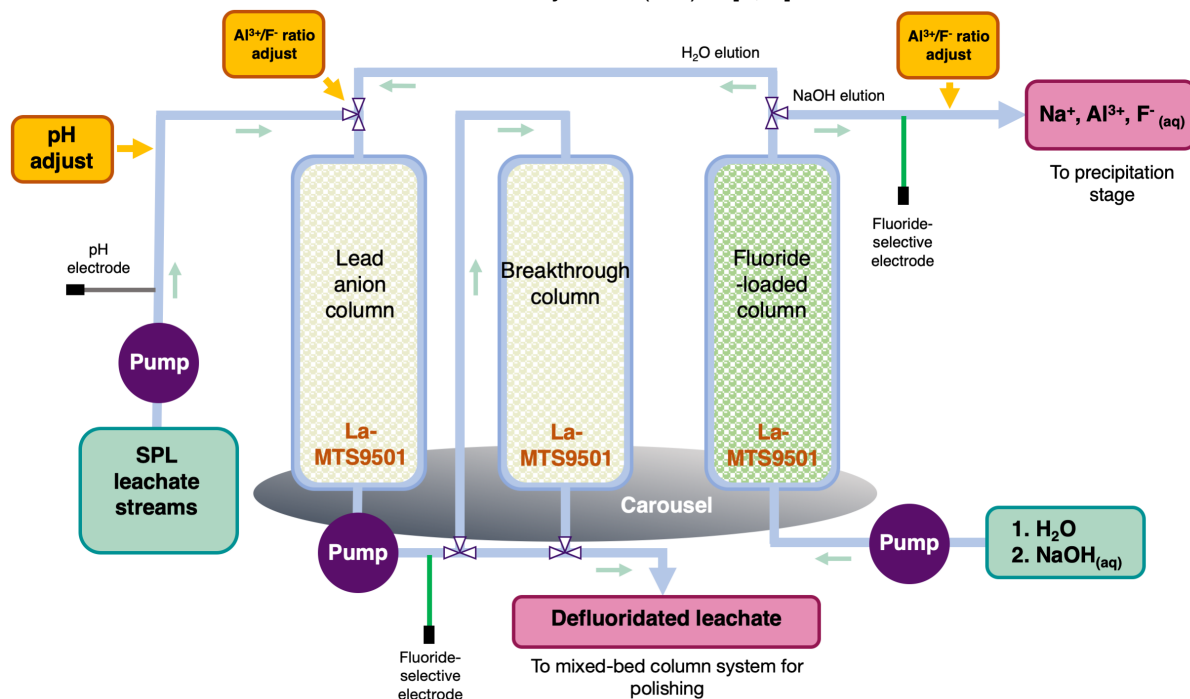 Al³⁺/F⁻ ratio
adjust
H₂O elution
Al³⁺/F⁻ ratio
adjust
NaOH elution
Na⁺, Al³⁺, F⁻ (aq)
To precipitation
stage
pH
adjust
pH
electrode
Pump
SPL
leachate
streams
Lead
anion
column
La-
MTS9501
Breakthrough
column
La-
MTS9501
Fluoride
-loaded
column
La-
MTS9501
Fluoride-
selective
electrode
Carousel
Pump
Pump
1. H₂O
2. NaOH(aq)
Fluoride-
selective
electrode
Defluoridated leachate
To mixed-bed column system for
polishing